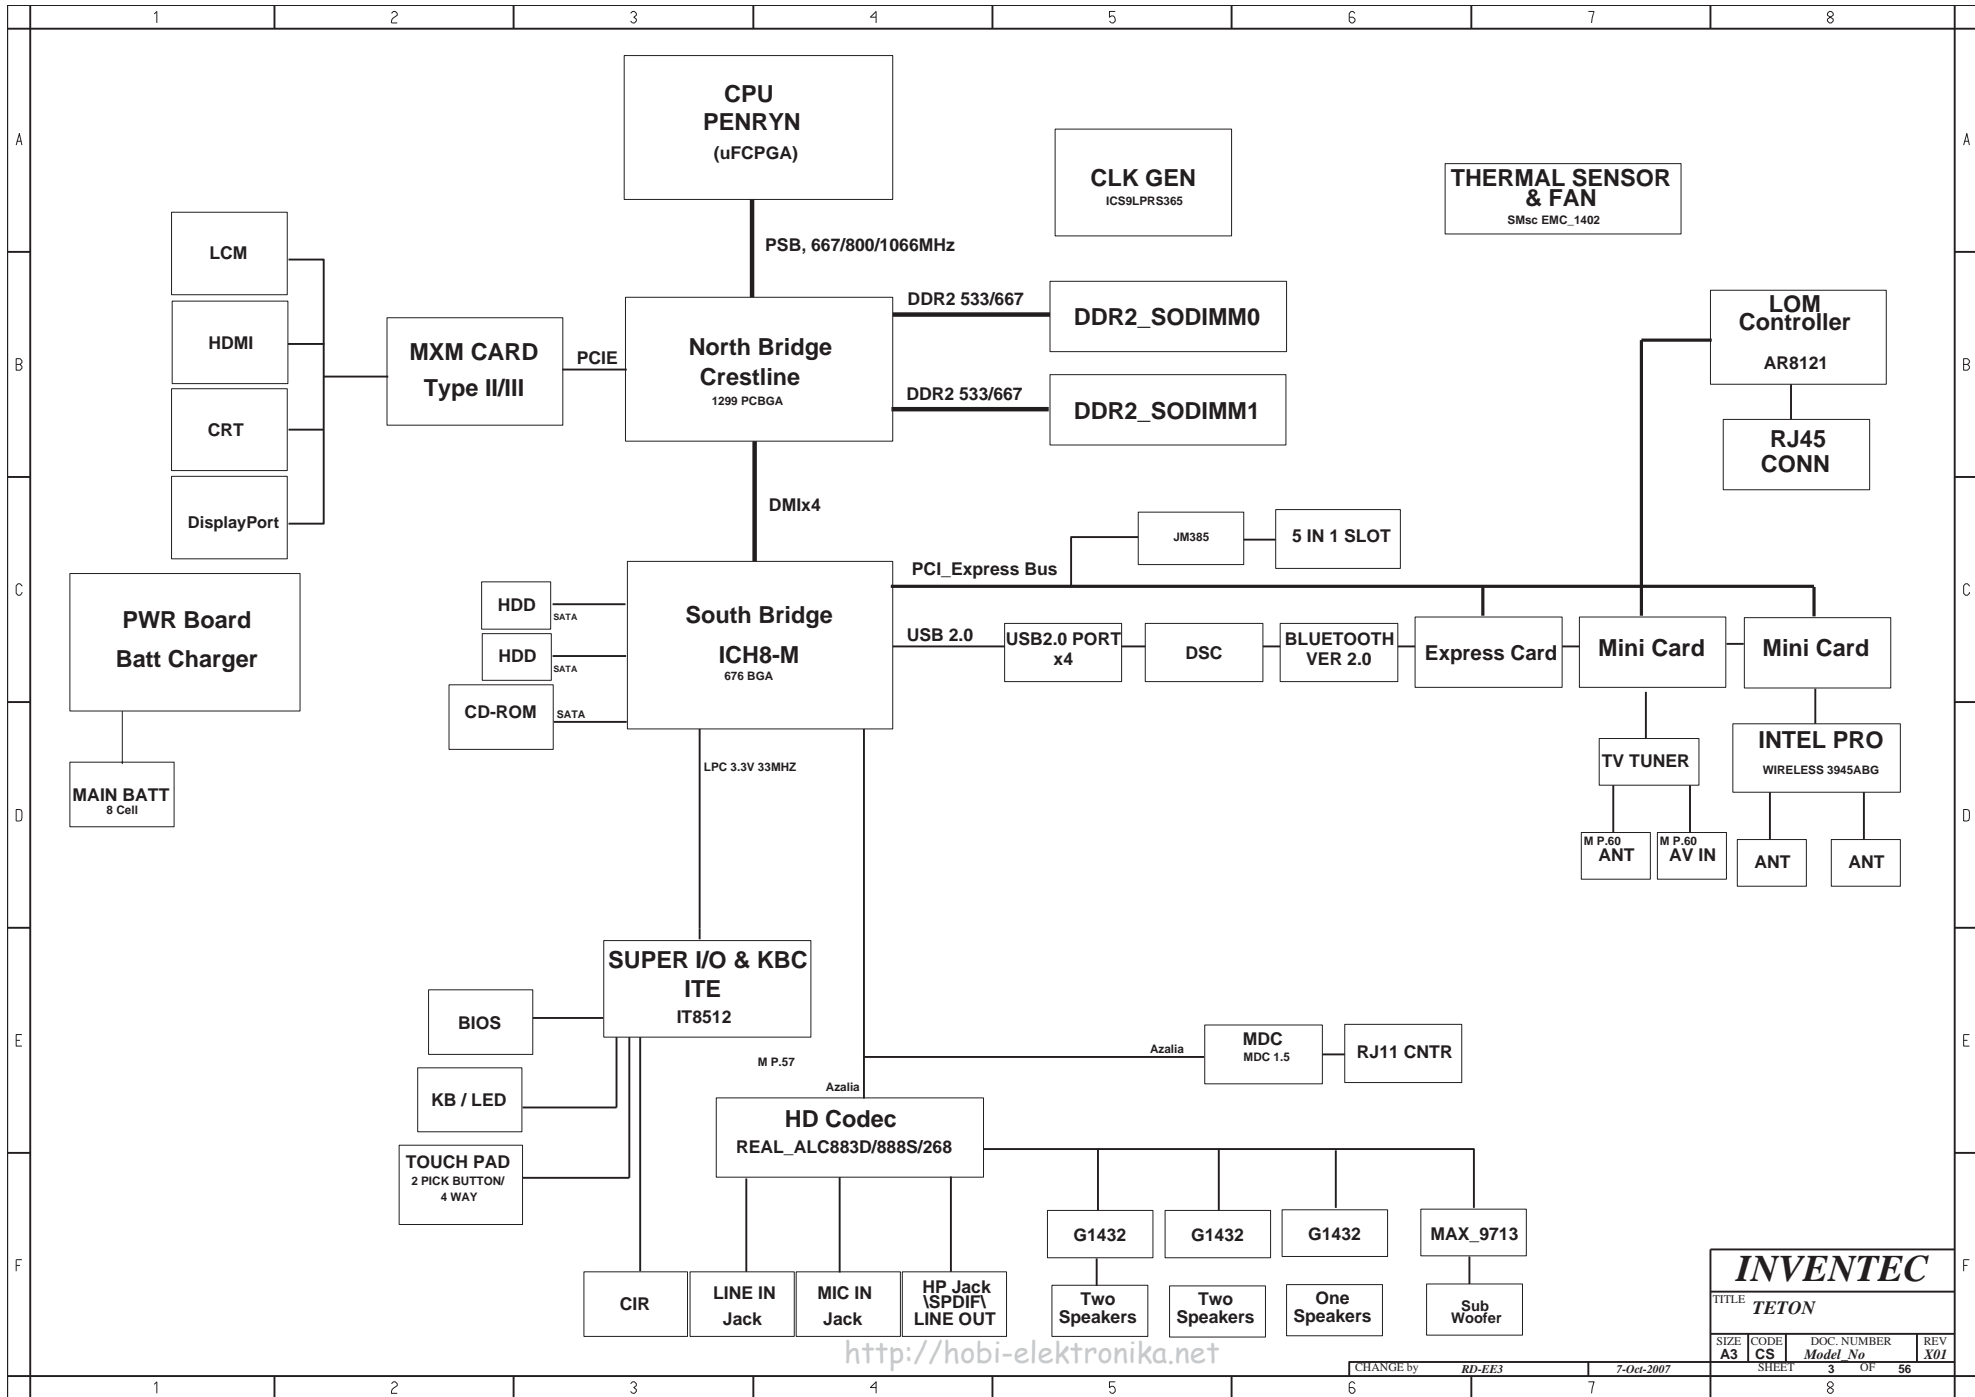 1 2 3 4 5 6 7 8
A
B
C
D
E
F
CPU
PENRYN
(uFCPGA)
CLK GEN
ICS9LPRS365
THERMAL SENSOR
& FAN
SMsc EMC_1402
PSB, 667/800/1066MHz
LCM
HDMI
CRT
DisplayPort
MXM CARD
Type II/III
PCIE
North Bridge
Crestline
1299 PCBGA
DDR2 533/667
DDR2_SODIMM0
DDR2 533/667
DDR2_SODIMM1
LOM
Controller
AR8121
RJ45
CONN
DMIx4
JM385
5 IN 1 SLOT
PCI_Express Bus
PWR Board
Batt Charger
MAIN BATT
8 Cell
HDD
SATA
HDD
SATA
CD-ROM
SATA
South Bridge
ICH8-M
676 BGA
USB 2.0
USB2.0 PORT
x4
DSC
BLUETOOTH
VER 2.0
Express Card
Mini Card
Mini Card
TV TUNER
INTEL PRO
WIRELESS 3945ABG
M P.60
ANT
M P.60
AV IN
ANT
ANT
LPC 3.3V 33MHZ
SUPER I/O & KBC
ITE
IT8512
BIOS
KB / LED
TOUCH PAD
2 PICK BUTTON/
4 WAY
M P.57
Azalia
Azalia
MDC
MDC 1.5
RJ11 CNTR
HD Codec
REAL_ALC883D/888S/268
G1432
G1432
G1432
MAX_9713
CIR
LINE IN
Jack
MIC IN
Jack
HP Jack
\SPDIF\
LINE OUT
Two
Speakers
Two
Speakers
One
Speakers
Sub
Woofer
http://hobi-elektronika.net
INVENTEC
TITLE TETON
SIZE CODE DOC. NUMBER REV
A3 CS Model_No X01
CHANGE by RD-EE3 7-Oct-2007 SHEET 3 OF 56
A
B
C
D
E
F
1 2 3 4 5 6 7 8